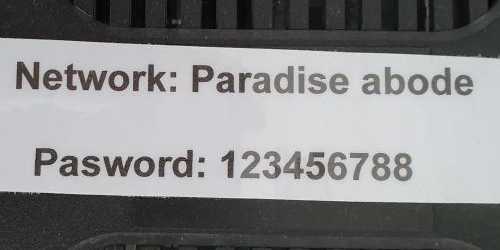 Network: Paradise abode
Pasword: 123456788